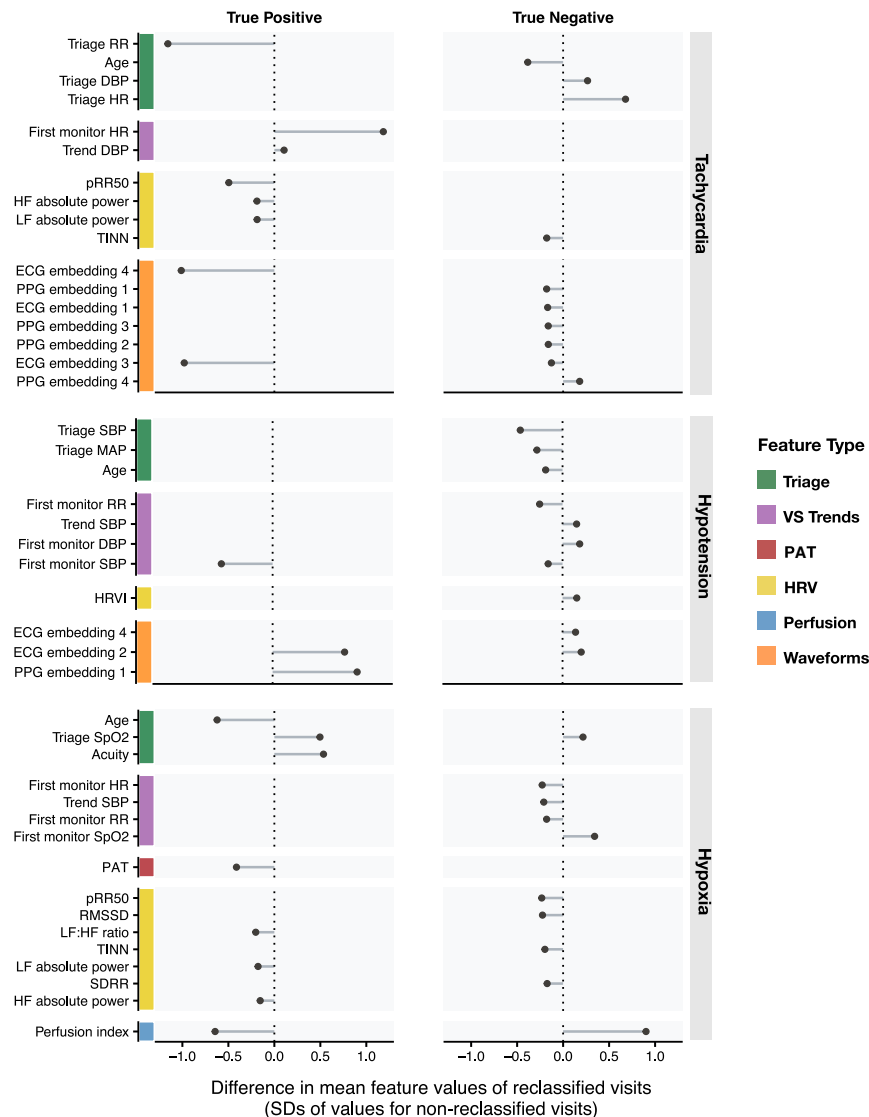 True Positive
True Negative
Triage RR
Age
Triage DBP
Triage HR
First monitor HR
Trend DBP
pRR50
HF absolute power
LF absolute power
TINN
ECG embedding 4
PPG embedding 1
ECG embedding 1
PPG embedding 3
PPG embedding 2
ECG embedding 3
PPG embedding 4
Tachycardia
Triage SBP
Triage MAP
Age
First monitor RR
Trend SBP
First monitor DBP
First monitor SBP
HRVI
ECG embedding 4
ECG embedding 2
PPG embedding 1
Hypotension
Age
Triage SpO2
Acuity
First monitor HR
Trend SBP
First monitor RR
First monitor SpO2
PAT
pRR50
RMSSD
LF:HF ratio
TINN
LF absolute power
SDRR
HF absolute power
Perfusion index
Hypoxia
−1.0 −0.5 0.0 0.5 1.0
−1.0 −0.5 0.0 0.5 1.0
Difference in mean feature values of reclassified visits
(SDs of values for non-reclassified visits)
Feature Type
Triage
VS Trends
PAT
HRV
Perfusion
Waveforms